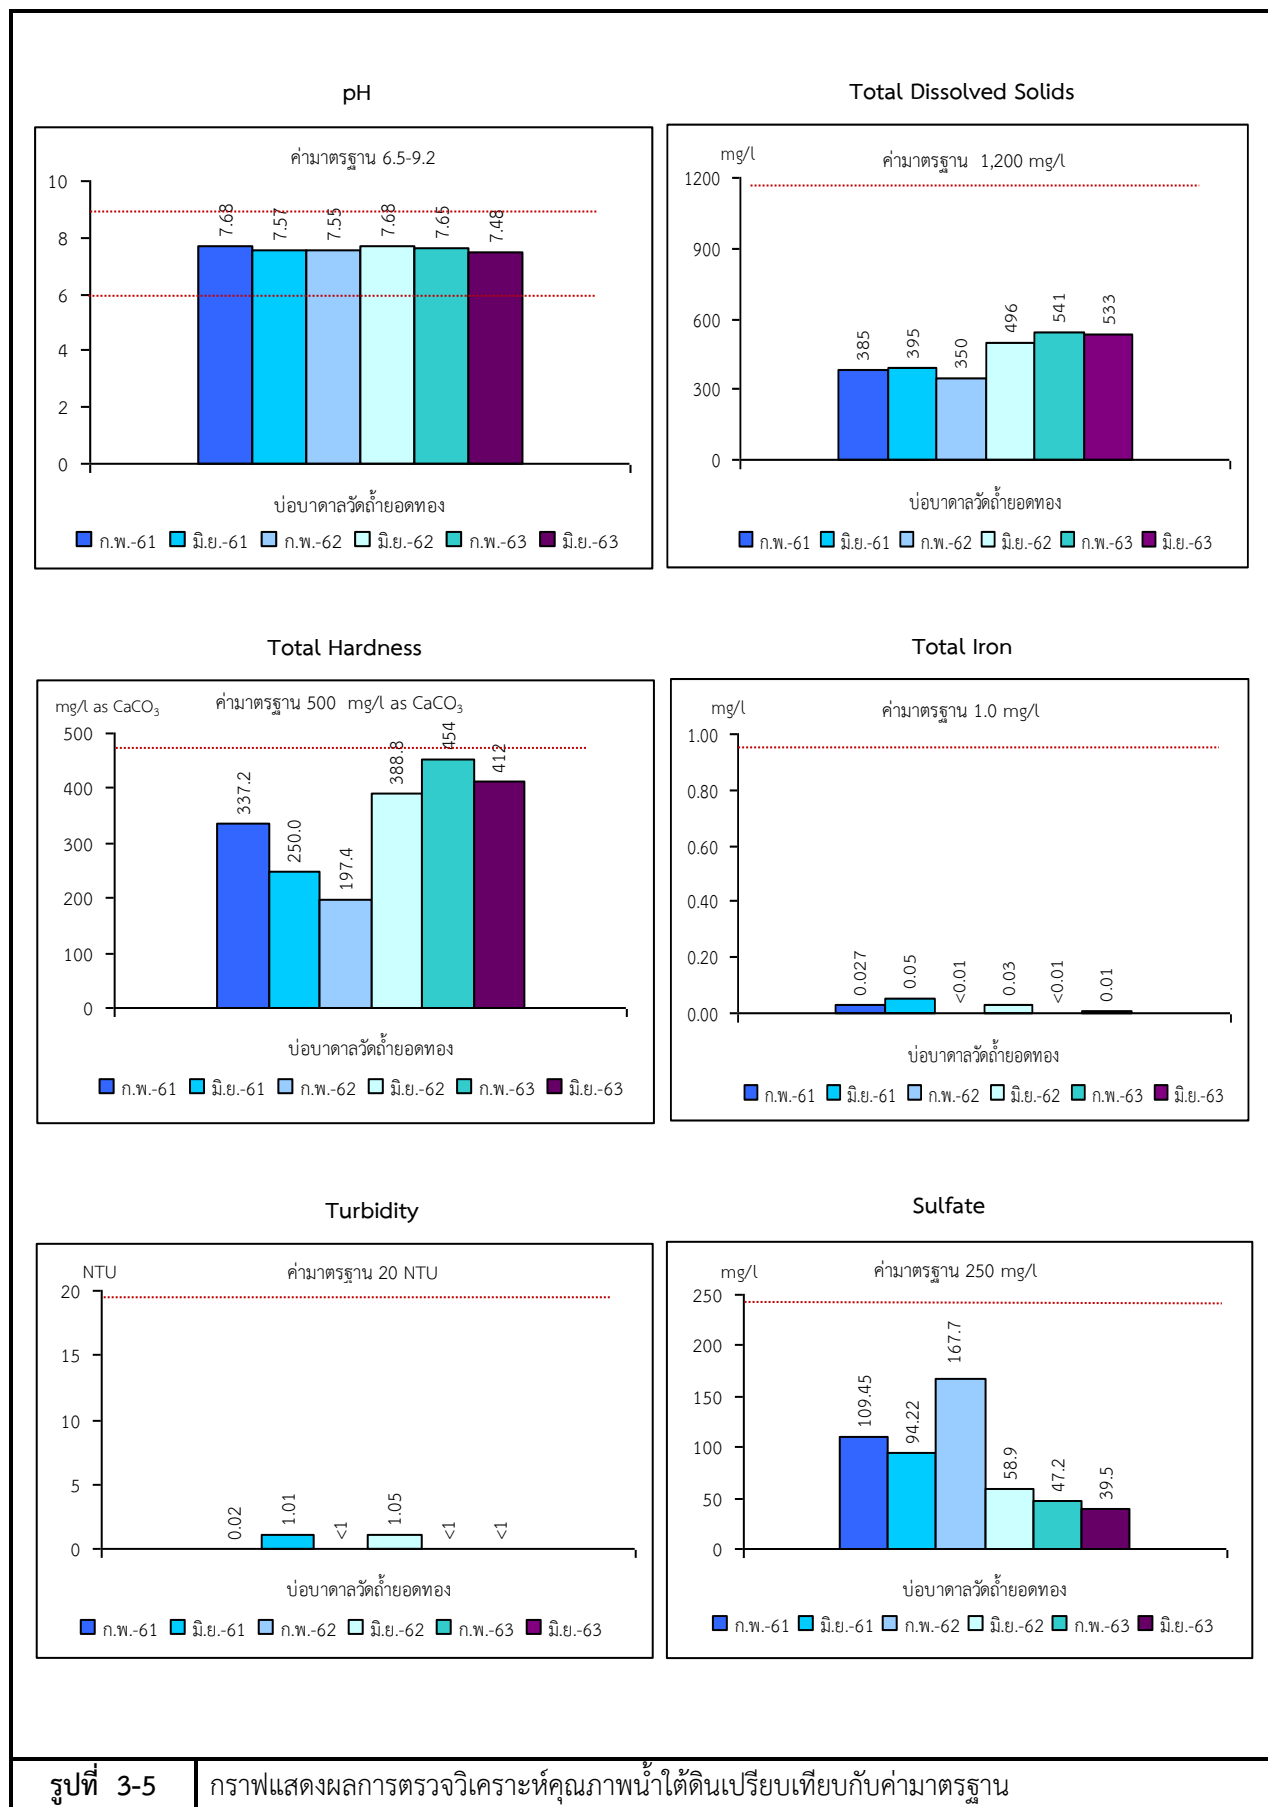 pH
ค่ามาตรฐาน 6.5-9.2
10
8
6
4
2
0
7.68
7.57
7.55
7.68
7.65
7.48
บ่อบาดาลวัดถ้ำยอดทอง
ก.พ.-61 มิ.ย.-61 ก.พ.-62 มิ.ย.-62 ก.พ.-63 มิ.ย.-63
Total Dissolved Solids
mg/l
ค่ามาตรฐาน 1,200 mg/l
1200
900
600
300
0
385
395
350
496
541
533
บ่อบาดาลวัดถ้ำยอดทอง
ก.พ.-61 มิ.ย.-61 ก.พ.-62 มิ.ย.-62 ก.พ.-63 มิ.ย.-63
Total Hardness
mg/l as CaCO₃
ค่ามาตรฐาน 500 mg/l as CaCO₃
500
400
300
200
100
0
337.2
250.0
197.4
388.8
454
412
บ่อบาดาลวัดถ้ำยอดทอง
ก.พ.-61 มิ.ย.-61 ก.พ.-62 มิ.ย.-62 ก.พ.-63 มิ.ย.-63
Total Iron
mg/l
ค่ามาตรฐาน 1.0 mg/l
1.00
0.80
0.60
0.40
0.20
0.00
0.027
0.05
<0.01
0.03
<0.01
0.01
บ่อบาดาลวัดถ้ำยอดทอง
ก.พ.-61 มิ.ย.-61 ก.พ.-62 มิ.ย.-62 ก.พ.-63 มิ.ย.-63
Turbidity
NTU
ค่ามาตรฐาน 20 NTU
20
15
10
5
0
0.02
1.01
<1
1.05
<1
<1
บ่อบาดาลวัดถ้ำยอดทอง
ก.พ.-61 มิ.ย.-61 ก.พ.-62 มิ.ย.-62 ก.พ.-63 มิ.ย.-63
Sulfate
mg/l
ค่ามาตรฐาน 250 mg/l
250
200
150
100
50
0
109.45
94.22
167.7
58.9
47.2
39.5
บ่อบาดาลวัดถ้ำยอดทอง
ก.พ.-61 มิ.ย.-61 ก.พ.-62 มิ.ย.-62 ก.พ.-63 มิ.ย.-63
รูปที่ 3-5 กราฟแสดงผลการตรวจวิเคราะห์คุณภาพน้ำใต้ดินเปรียบเทียบกับค่ามาตรฐาน